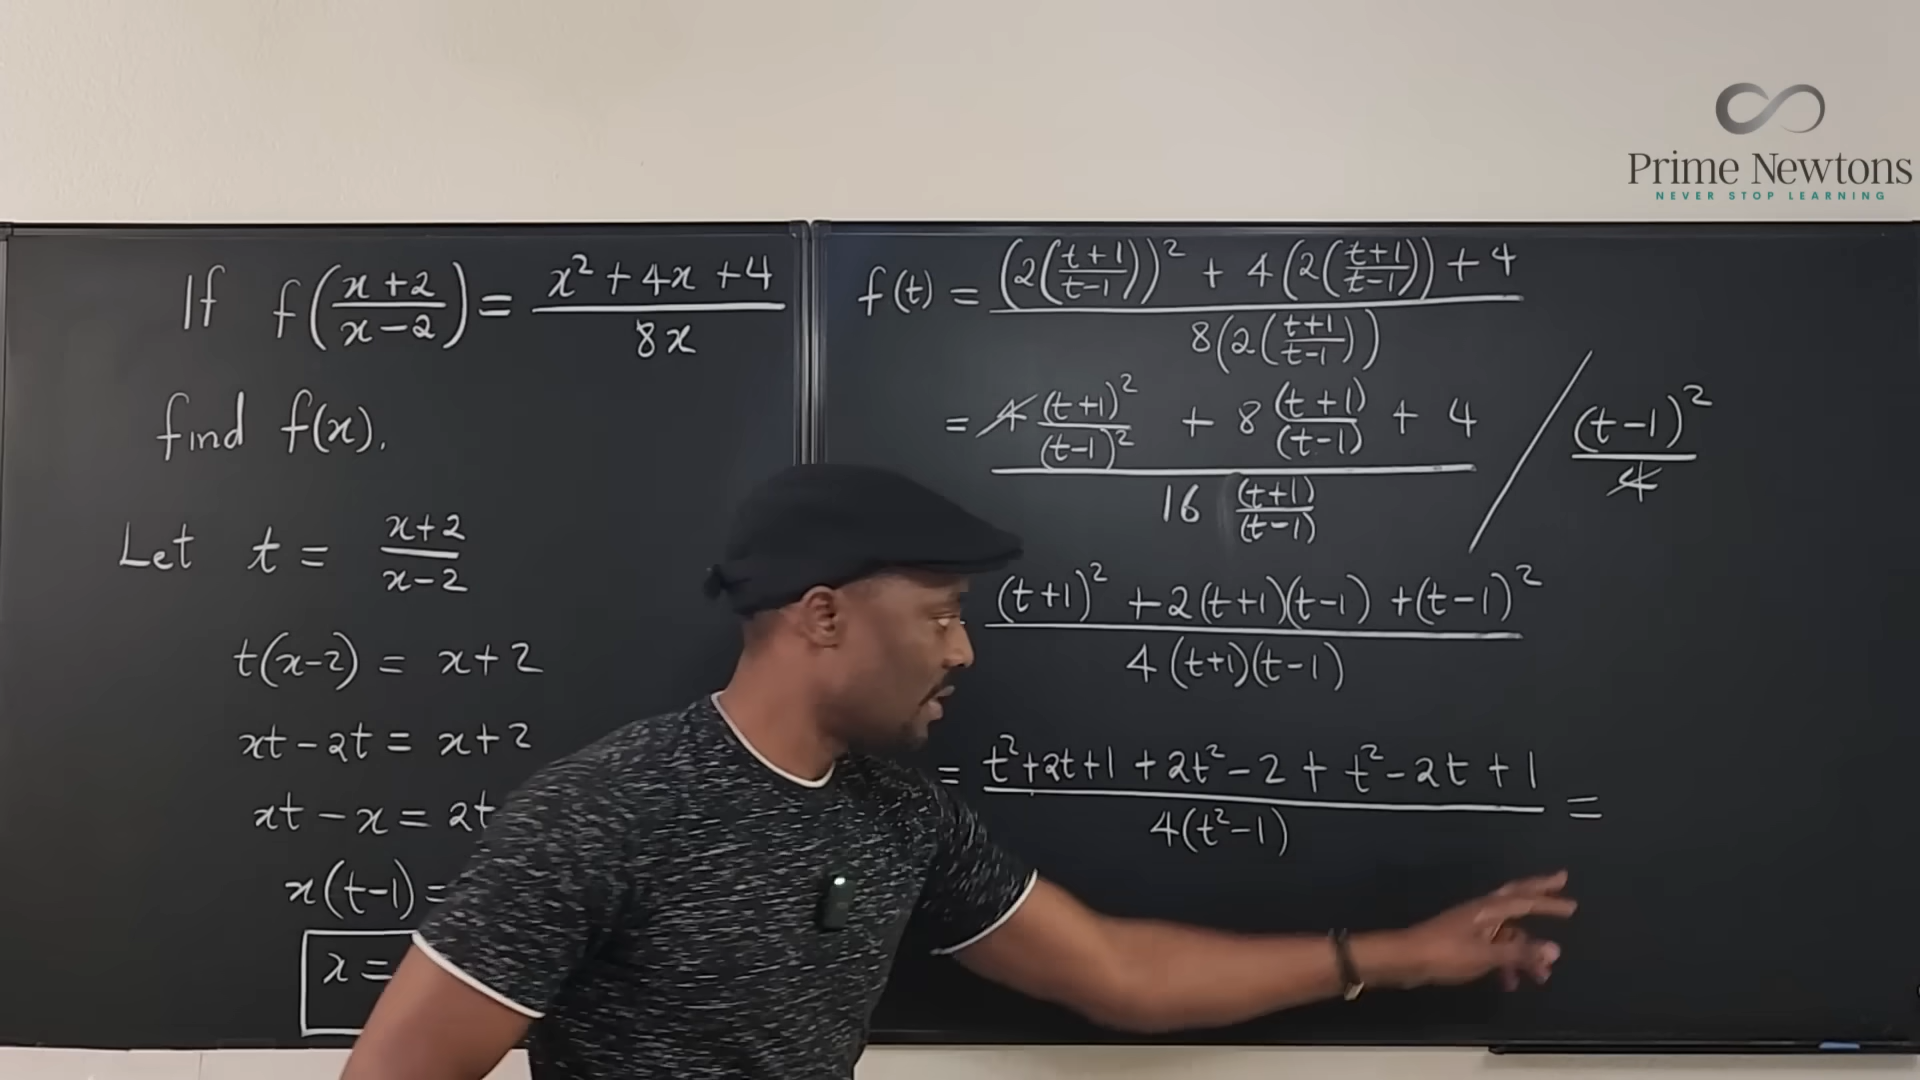 Prime Newtons
NEVER STOP LEARNING
If f((x+2)/(x-2)) = (x² + 4x + 4)/(8x)
find f(x).
Let t = (x+2)/(x-2)
t(x-2) = x+2
xt - 2t = x+2
xt - x = 2t
x(t-1) =
x =
f(t) = ((2((t+1)/(t-1)))² + 4(2((t+1)/(t-1))) + 4)/(8(2((t+1)/(t-1))))
= (4 (t+1)²/(t-1)² + 8 (t+1)/(t-1) + 4)/(16 (t+1)/(t-1)) / (t-1)²/4
((t+1)² + 2(t+1)(t-1) + (t-1)²)/(4(t+1)(t-1))
= (t² + 2t + 1 + 2t² - 2 + t² - 2t + 1)/(4(t²-1)) =